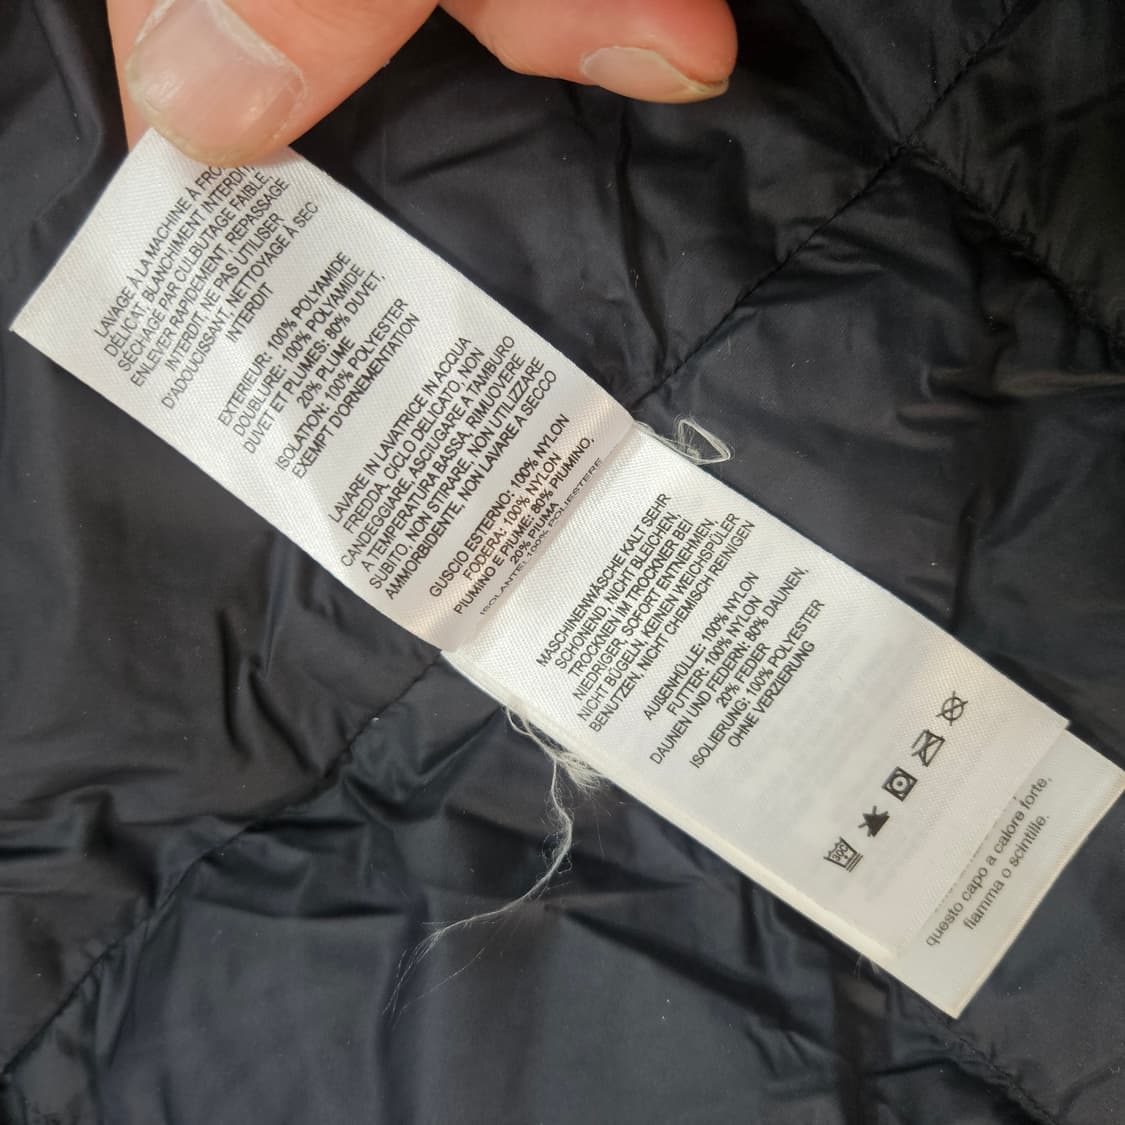 LAVAGE À LA MACHINE À
DÉLICAT, BLANCHIMENT INTERDIT
SÉCHAGE PAR CULBUTAGE FAIBLE,
ENLEVER RAPIDEMENT, REPASSAGE
INTERDIT, NE PAS UTILISER
D'ADOUCISSANT, NETTOYAGE À SEC
INTERDIT
EXTÉRIEUR: 100% POLYAMIDE
DOUBLURE: 100% POLYAMIDE
DUVET ET PLUMES: 80% DUVET,
20% PLUME
ISOLATION: 100% POLYESTER
EXEMPT D'ORNEMENTATION
LAVARE IN LAVATRICE IN ACQUA
FREDDA, CICLO DELICATO, NON
CANDEGGIARE, ASCIUGARE A TAMBURO
A TEMPERATURA BASSA, RIMUOVERE
SUBITO, NON STIRARE, NON UTILIZZARE
AMMORBIDENTE, NON LAVARE A SECCO
GUSCIO ESTERNO: 100% NYLON
FODERA: 100% NYLON
PIUMINO E PIUME: 80% PIUMINO,
20% PIUMA
ISOLANTE: 100% POLIESTERE
MASCHINENWÄSCHE KALT SEHR
SCHONEND, NICHT BLEICHEN,
TROCKNEN IM TROCKNER BEI
NIEDRIGER, SOFORT ENTNEHMEN,
NICHT BÜGELN, KEINEN WEICHSPÜLER
BENUTZEN, NICHT CHEMISCH REINIGEN
AUßENHÜLLE: 100% NYLON
FUTTER: 100% NYLON
DAUNEN UND FEDERN: 80% DAUNEN,
20% FEDER
ISOLIERUNG: 100% POLYESTER
OHNE VERZIERUNG
30C
questo capo a calore forte,
fiamma o scintille.